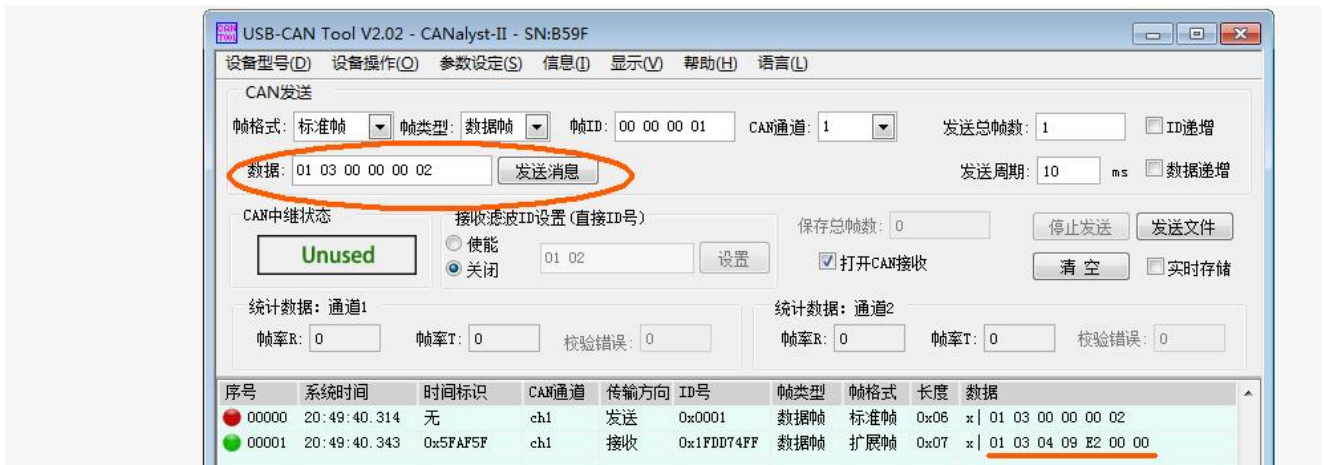 USB-CAN Tool V2.02 - CANalyst-II - SN:B59F
设备型号(D) 设备操作(O) 参数设定(S) 信息(I) 显示(V) 帮助(H) 语言(L)
CAN发送
帧格式: 标准帧 帧类型: 数据帧 帧ID: 00 00 00 01 CAN通道: 1 发送总帧数: 1 ID递增
数据: 01 03 00 00 00 02 发送消息 发送周期: 10 ms 数据递增
CAN中继状态 接收滤波ID设置(直接ID号)
Unused 使能 关闭 01 02 设置 保存总帧数: 0 停止发送 发送文件
打开CAN接收 清空 实时存储
统计数据: 通道1 统计数据: 通道2
帧率R: 0 帧率T: 0 校验错误: 0 帧率R: 0 帧率T: 0 校验错误: 0
序号 系统时间 时间标识 CAN通道 传输方向 ID号 帧类型 帧格式 长度 数据
00000 20:49:40.314 无 ch1 发送 0x0001 数据帧 标准帧 0x06 x| 01 03 00 00 00 02
00001 20:49:40.343 0x5FAF5F ch1 接收 0x1FDD74FF 数据帧 扩展帧 0x07 x| 01 03 04 09 E2 00 00